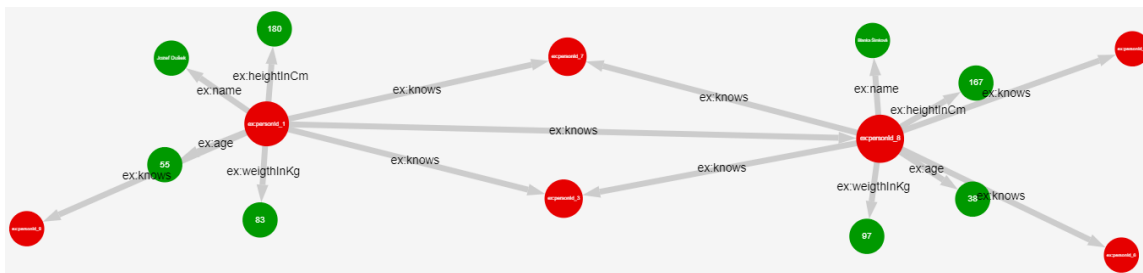 180
Josef Dušek
ex:heightInCm
ex:name
ex:personId_1
ex:age
55
ex:knows
ex:weigthInKg
83
ex:knows
ex:personId_7
ex:knows
ex:knows
ex:personId_3
ex:knows
ex:knows
ex:name
ex:heightInCm
167
ex:knows
ex:personId_
ex:age
ex:weigthInKg
38
ex:knows
97